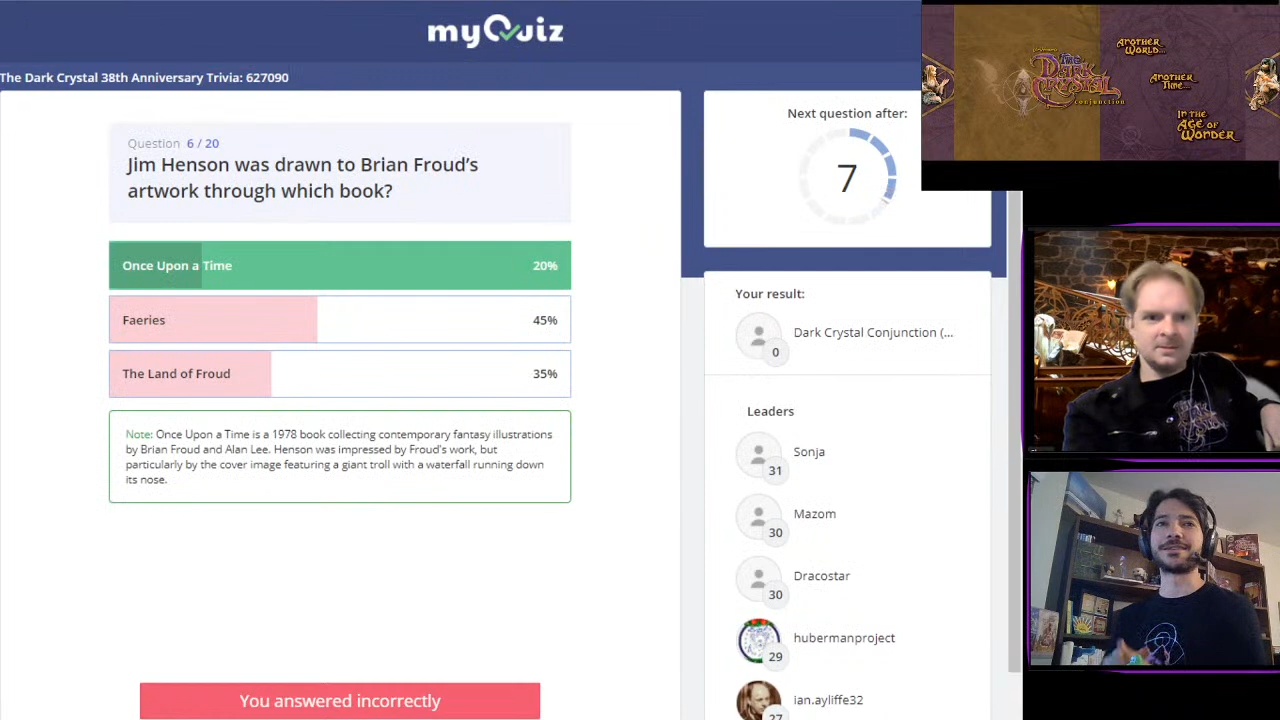 myQuiz
The Dark Crystal 38th Anniversary Trivia: 627090
Question 6 / 20
Jim Henson was drawn to Brian Froud's
artwork through which book?
Once Upon a Time 20%
Faeries 45%
The Land of Froud 35%
Note: Once Upon a Time is a 1978 book collecting contemporary fantasy illustrations
by Brian Froud and Alan Lee. Henson was impressed by Froud's work, but
particularly by the cover image featuring a giant troll with a waterfall running down
its nose.
You answered incorrectly
Next question after:
7
Your result:
Dark Crystal Conjunction (...
0
Leaders
Sonja
31
Mazom
30
Dracostar
30
hubermanproject
29
ian.ayliffe32
27
The
Dark
Crystal
conjunction
Another
World...
Another
Time...
In the
Age of
Wonder